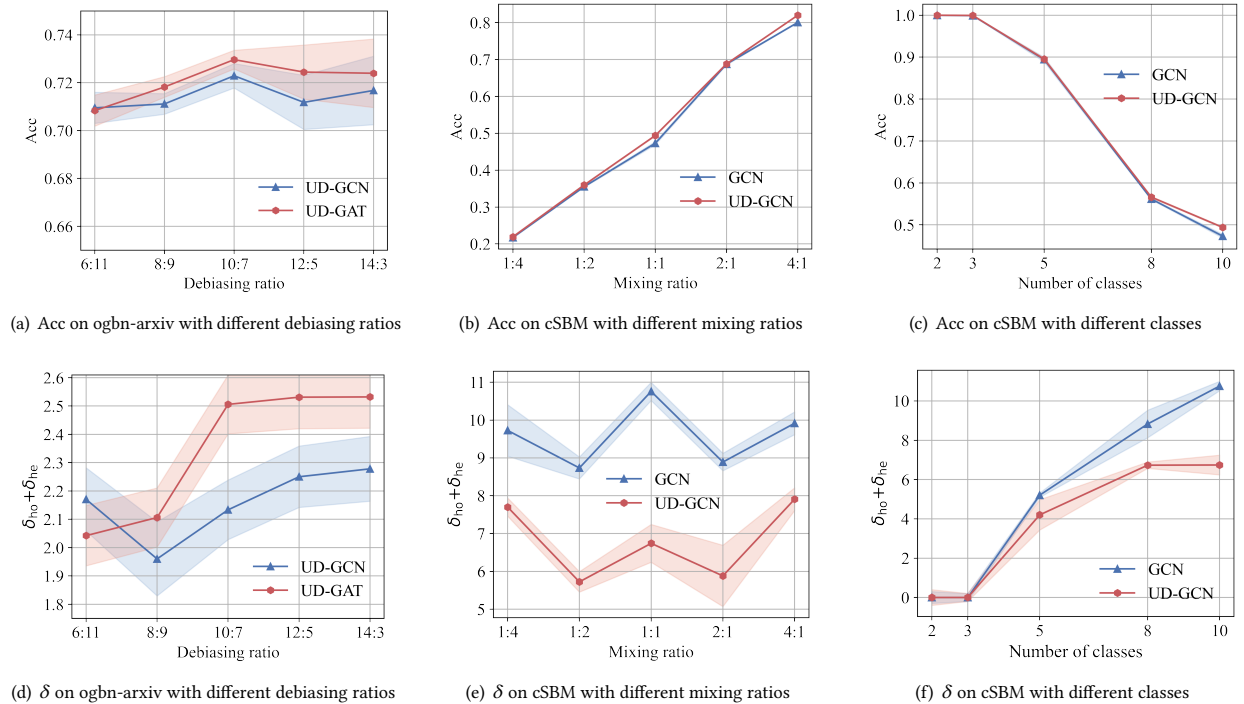 0.74
0.72
0.70
0.68
0.66
Acc
6:11 8:9 10:7 12:5 14:3
Debiasing ratio
UD-GCN
UD-GAT
(a) Acc on ogbn-arxiv with different debiasing ratios
0.8
0.7
0.6
0.5
0.4
0.3
0.2
Acc
1:4 1:2 1:1 2:1 4:1
Mixing ratio
GCN
UD-GCN
(b) Acc on cSBM with different mixing ratios
1.0
0.9
0.8
0.7
0.6
0.5
Acc
2 3 5 8 10
Number of classes
GCN
UD-GCN
(c) Acc on cSBM with different classes
2.6
2.5
2.4
2.3
2.2
2.1
2.0
1.9
1.8
δho+δhe
6:11 8:9 10:7 12:5 14:3
Debiasing ratio
UD-GCN
UD-GAT
(d) δ on ogbn-arxiv with different debiasing ratios
11
10
9
8
7
6
5
δho+δhe
1:4 1:2 1:1 2:1 4:1
Mixing ratio
GCN
UD-GCN
(e) δ on cSBM with different mixing ratios
10
8
6
4
2
0
δho+δhe
2 3 5 8 10
Number of classes
GCN
UD-GCN
(f) δ on cSBM with different classes